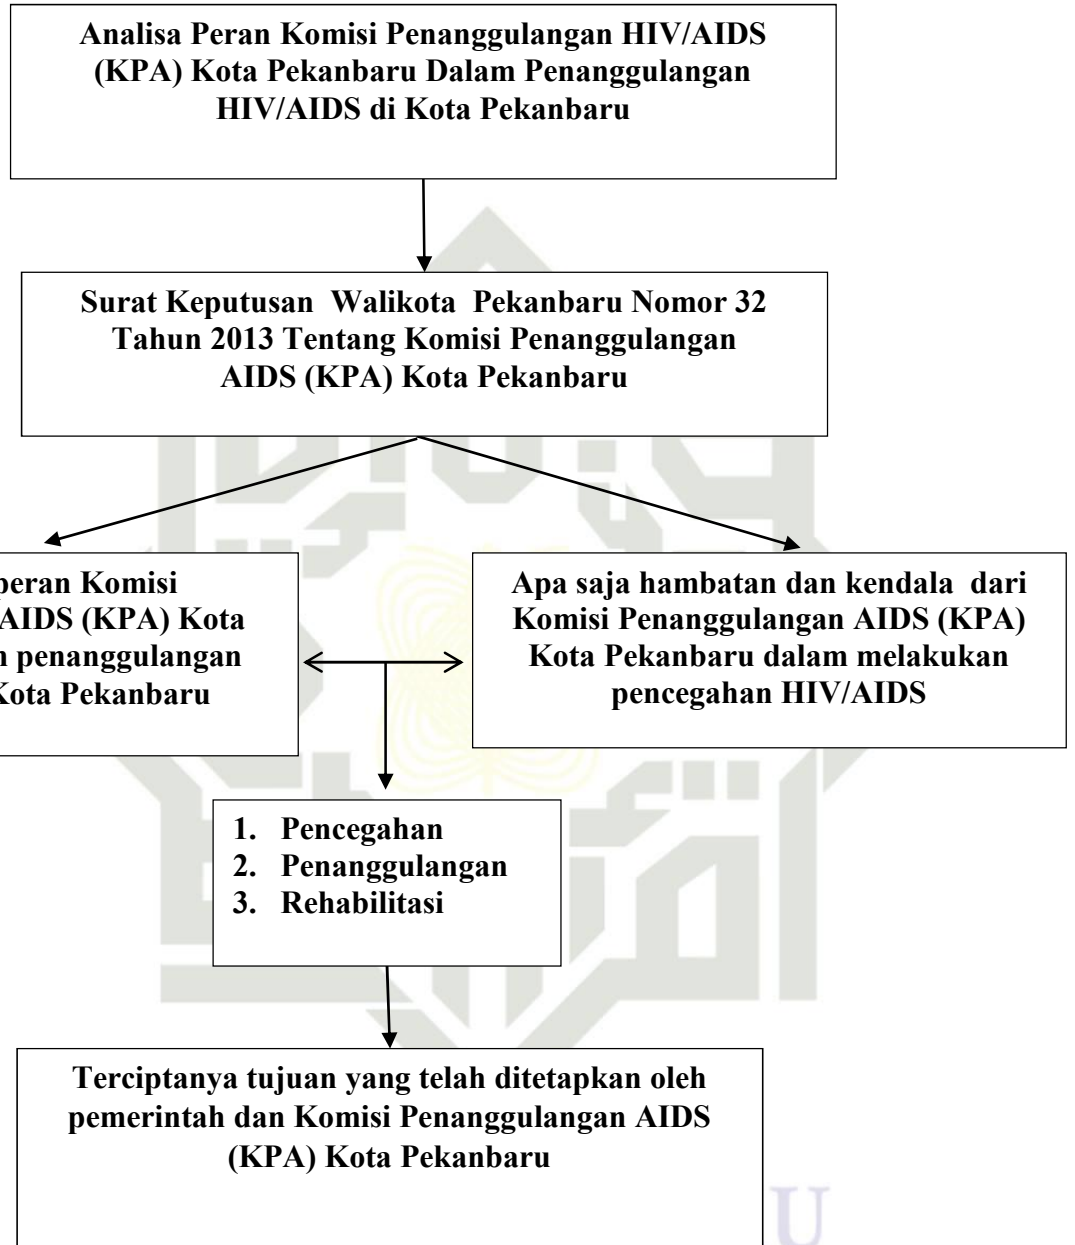 Analisa Peran Komisi Penanggulangan HIV/AIDS
(KPA) Kota Pekanbaru Dalam Penanggulangan
HIV/AIDS di Kota Pekanbaru
Surat Keputusan Walikota Pekanbaru Nomor 32
Tahun 2013 Tentang Komisi Penanggulangan
AIDS (KPA) Kota Pekanbaru
peran Komisi
AIDS (KPA) Kota
penanggulangan
Kota Pekanbaru
Apa saja hambatan dan kendala dari
Komisi Penanggulangan AIDS (KPA)
Kota Pekanbaru dalam melakukan
pencegahan HIV/AIDS
1. Pencegahan
2. Penanggulangan
3. Rehabilitasi
Terciptanya tujuan yang telah ditetapkan oleh
pemerintah dan Komisi Penanggulangan AIDS
(KPA) Kota Pekanbaru
U